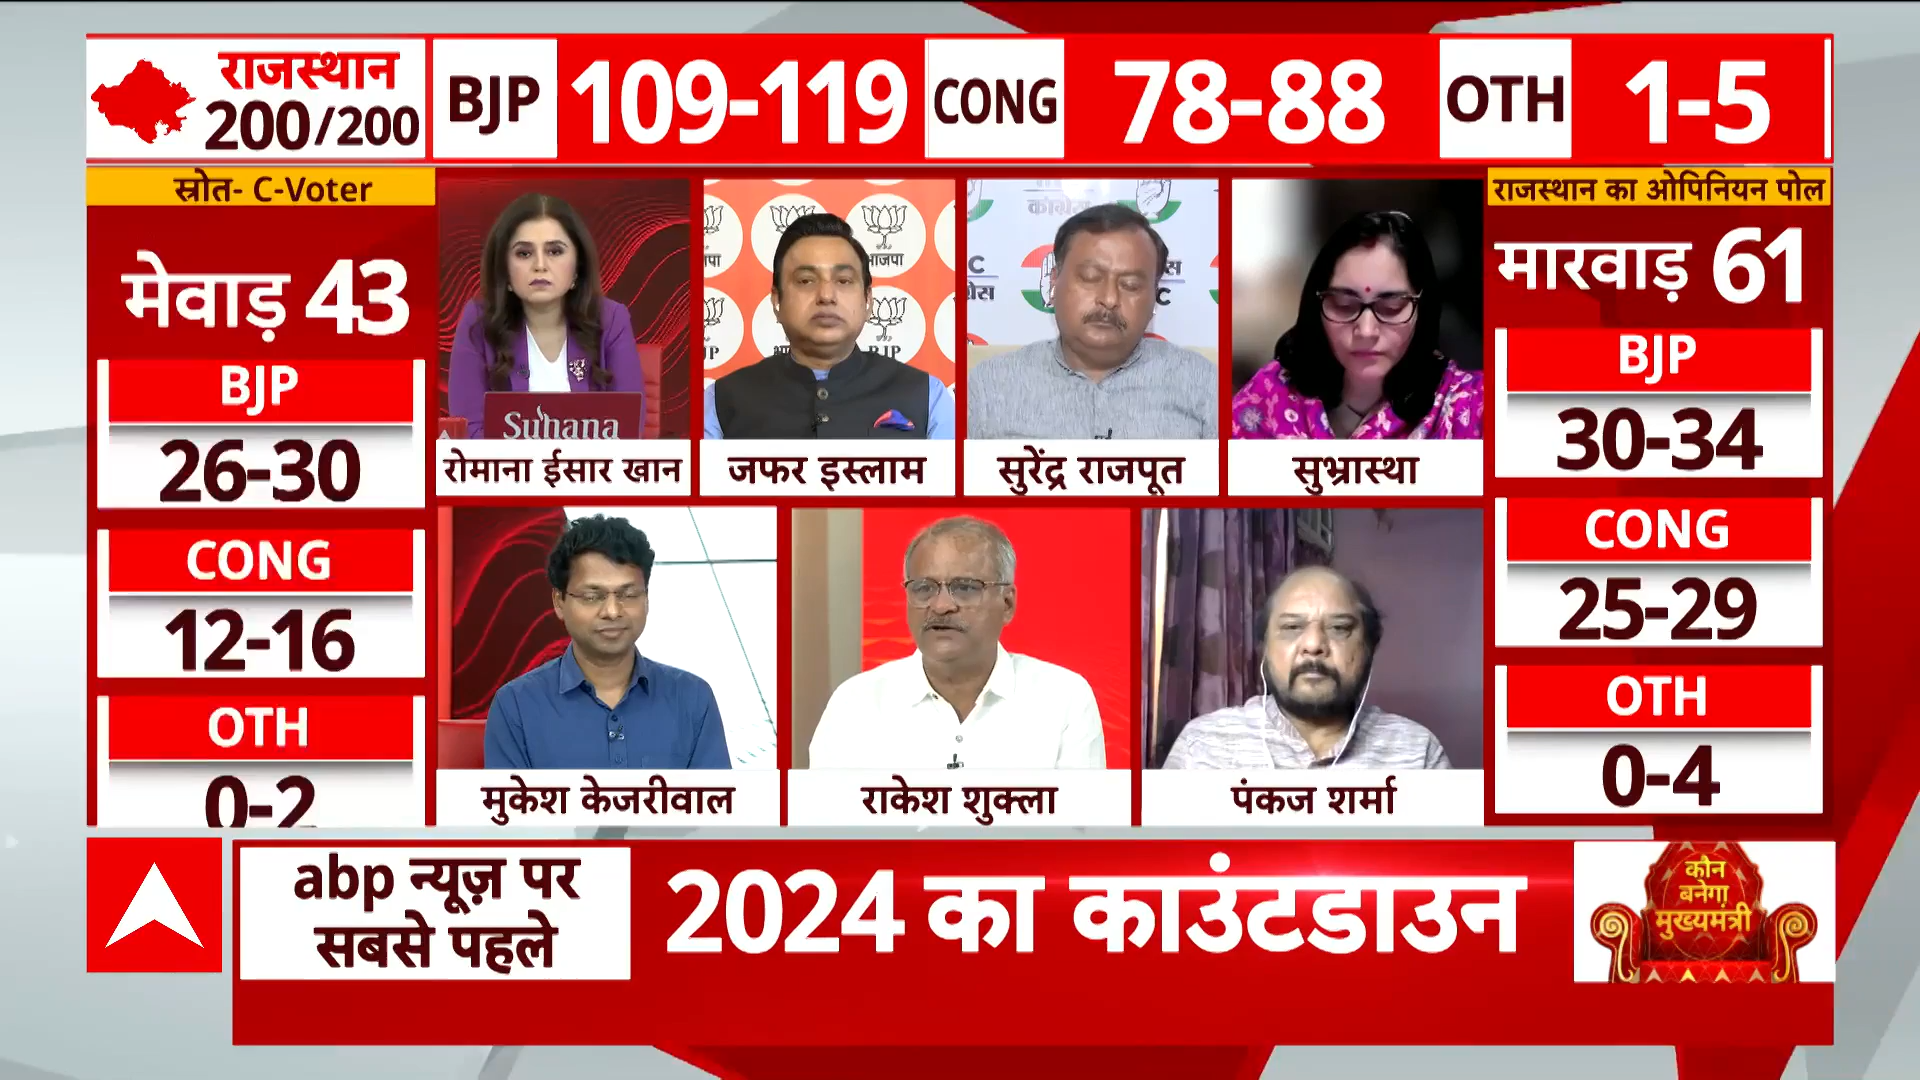 राजस्थान
200/200
BJP
109-119
CONG
78-88
OTH
1-5
स्रोत- C-Voter
राजस्थान का ओपिनियन पोल
मेवाड़ 43
BJP
26-30
CONG
12-16
OTH
0-2
भाजपा
BJP
कांग्रेस
Suhana
रोमाना ईसार खान
जफर इस्लाम
सुरेंद्र राजपूत
सुभ्रास्था
मुकेश केजरीवाल
राकेश शुक्ला
पंकज शर्मा
मारवाड़ 61
BJP
30-34
CONG
25-29
OTH
0-4
abp न्यूज़ पर
सबसे पहले
2024 का काउंटडाउन
कौन
बनेगा
मुख्यमंत्री